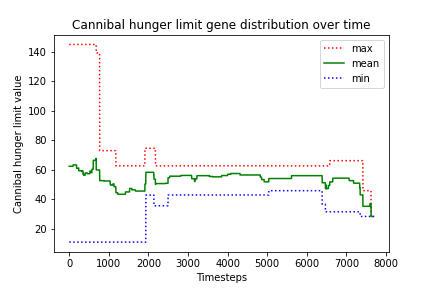 Cannibal hunger limit gene distribution over time
Cannibal hunger limit value
140
120
100
80
60
40
20
max
mean
min
0
1000
2000
3000
4000
5000
6000
7000
8000
Timesteps